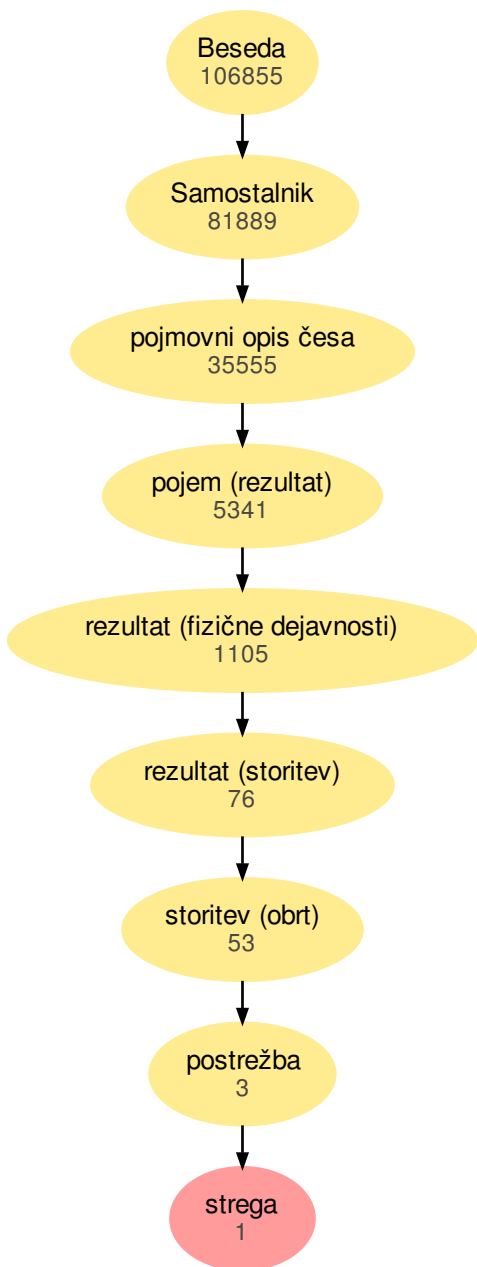 Beseda
106855
Samostalnik
81889
pojmovni opis česa
35555
pojem (rezultat)
5341
rezultat (fizične dejavnosti)
1105
rezultat (storitev)
76
storitev (obrt)
53
postrežba
3
strega
1